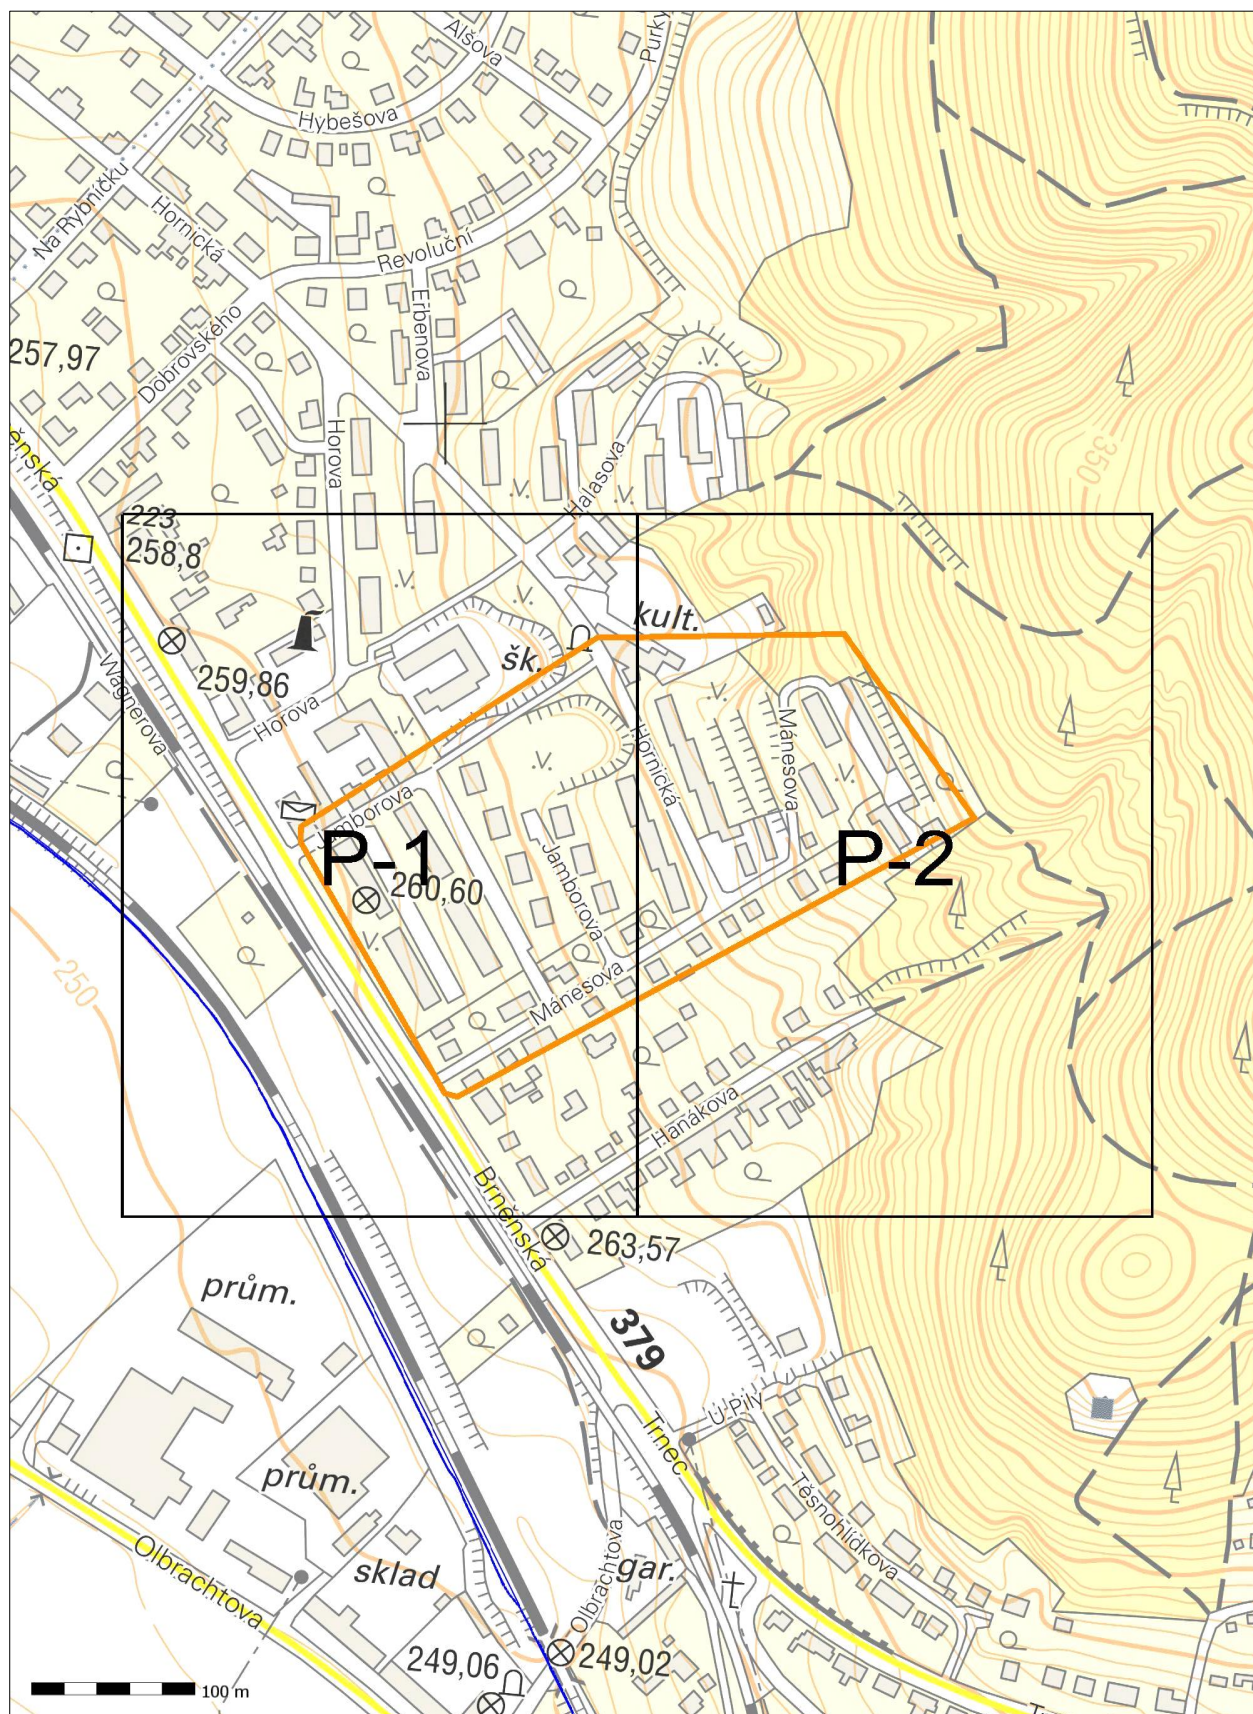 Alšova
Purky
Hybešova
Na Rybníčku
Hornická
Revoluční
Erbenova
Dobrovského
257,97
Horova
350
Halasova
ěnská
223
258,8
kult.
šk.
259,86
Wagnerova
Horova
Hornická
Mánesova
Jamborova
P-1
P-2
260,60
Jamborova
250
Mánesova
Hanákova
Brněnská
263,57
prům.
379
U Pily
Trnec
prům.
Těsnohlídkova
Olbrachtova
sklad
gar.
Olbrachtova
249,06
249,02
100 m